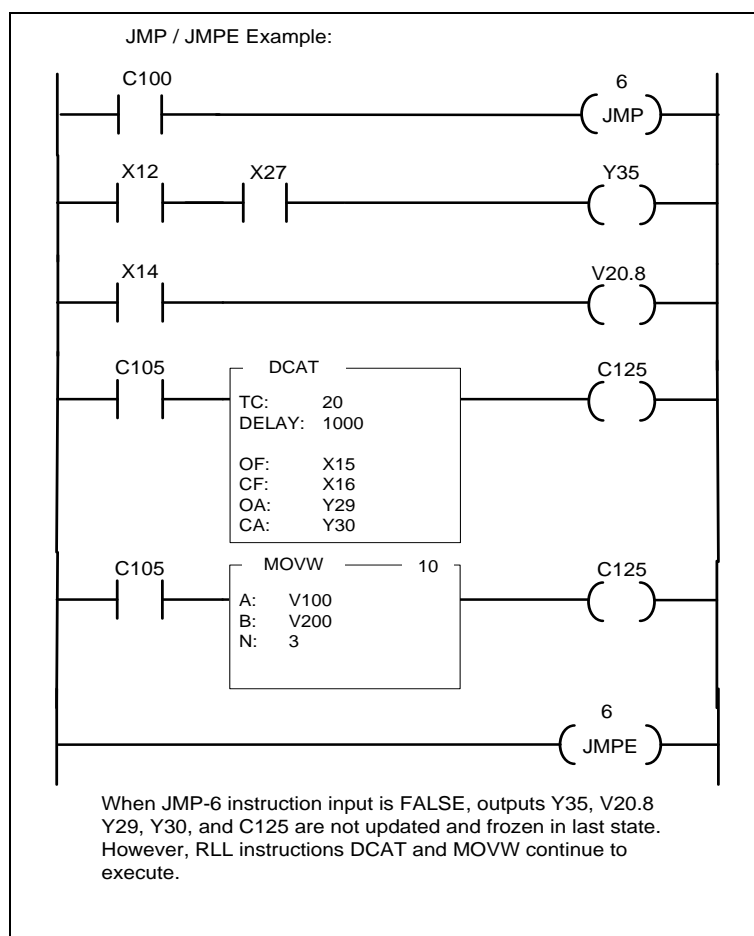 JMP / JMPE Example:
C100 6
JMP
X12 X27 Y35
X14 V20.8
C105 DCAT C125
TC: 20
DELAY: 1000
OF: X15
CF: X16
OA: Y29
CA: Y30
C105 MOVW 10 C125
A: V100
B: V200
N: 3
6
JMPE
When JMP-6 instruction input is FALSE, outputs Y35, V20.8
Y29, Y30, and C125 are not updated and frozen in last state.
However, RLL instructions DCAT and MOVW continue to
execute.